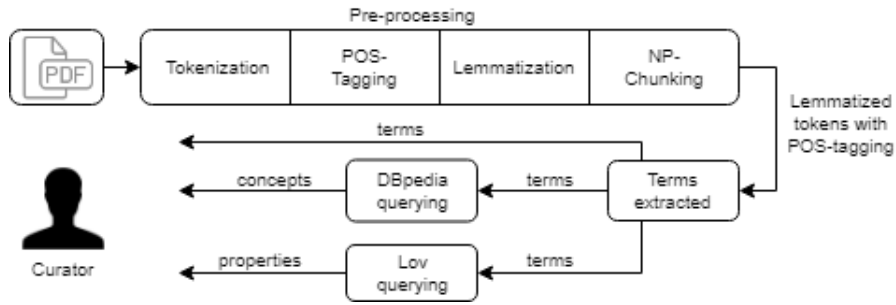 Pre-processing
PDF
Tokenization
POS-
Tagging
Lemmatization
NP-
Chunking
Lemmatized
tokens with
POS-tagging
terms
concepts
DBpedia
querying
terms
Terms
extracted
Curator
properties
Lov
querying
terms